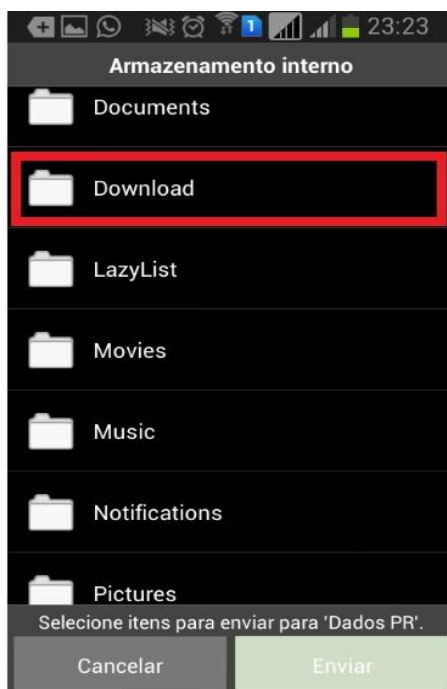 1 23:23
Armazenamento interno
Documents
Download
LazyList
Movies
Music
Notifications
Pictures
Selecione itens para enviar para 'Dados PR'.
Cancelar Enviar